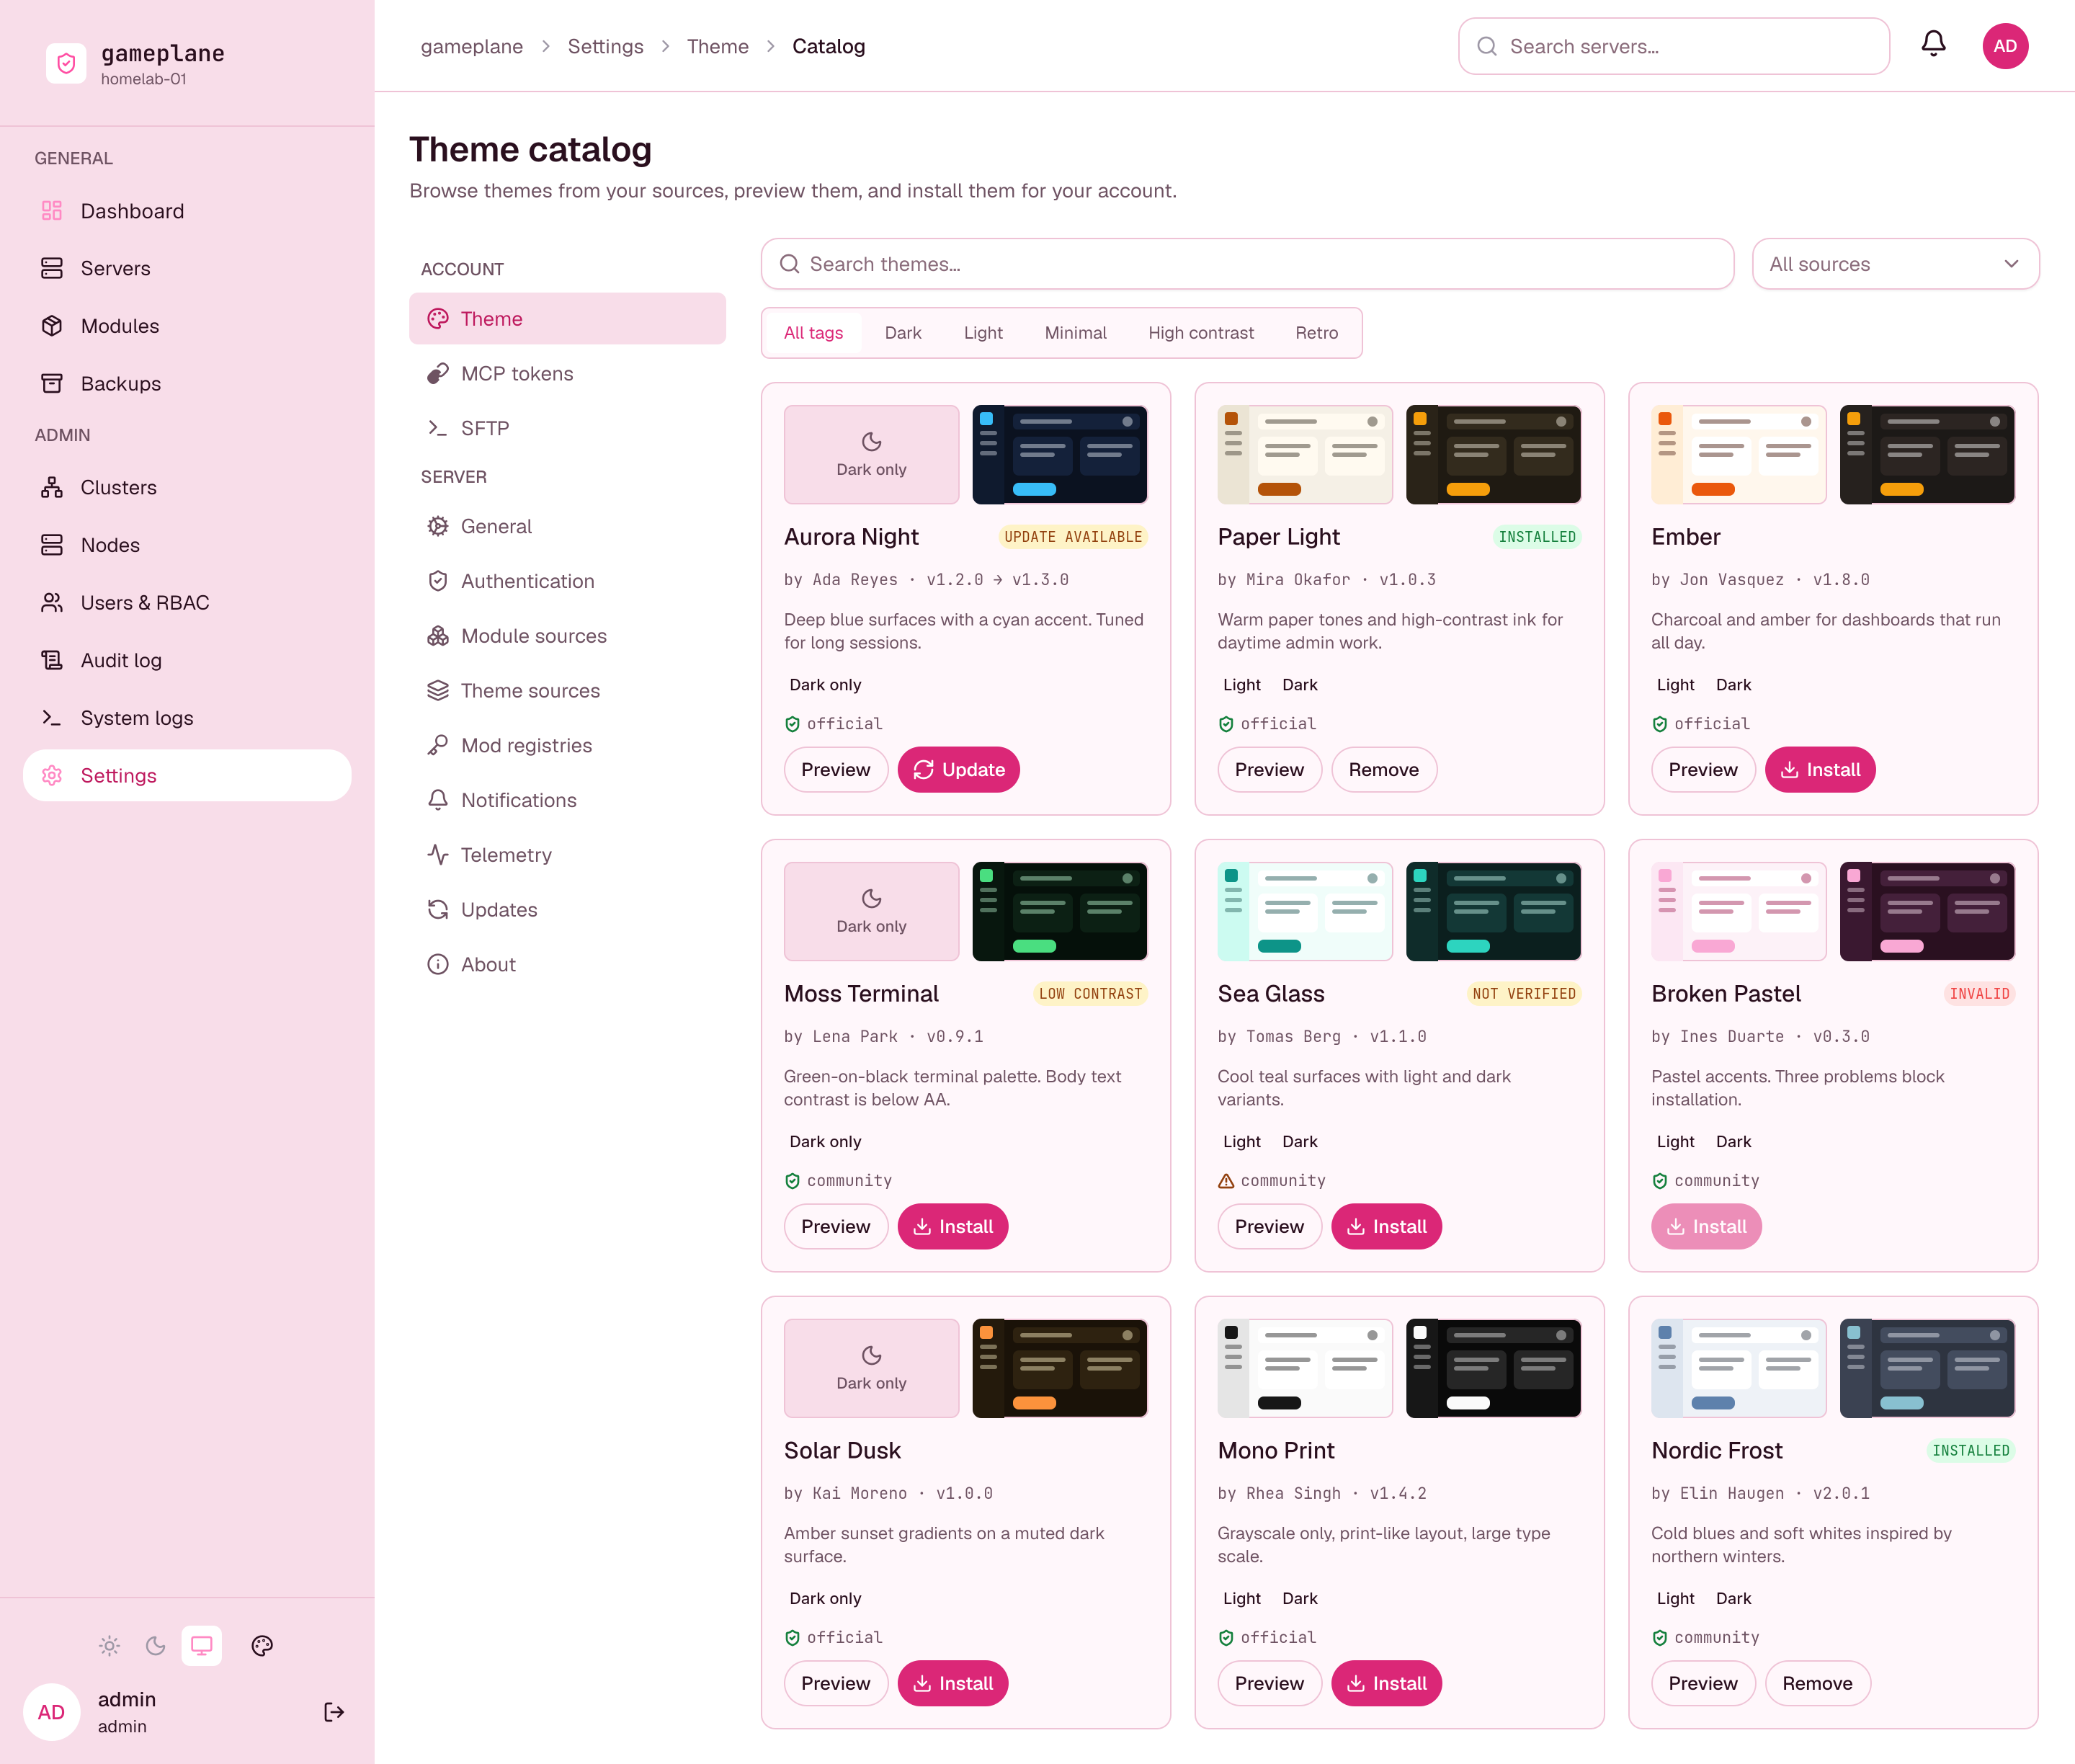 gameplane
homelab-01
GENERAL
Dashboard
Servers
Modules
Backups
ADMIN
Clusters
Nodes
Users & RBAC
Audit log
System logs
Settings
AD
admin
admin
gameplane > Settings > Theme > Catalog
Search servers...
AD
Theme catalog
Browse themes from your sources, preview them, and install them for your account.
ACCOUNT
Theme
MCP tokens
SFTP
SERVER
General
Authentication
Module sources
Theme sources
Mod registries
Notifications
Telemetry
Updates
About
Search themes...
All sources
All tags Dark Light Minimal High contrast Retro
Dark only
Aurora Night UPDATE AVAILABLE
by Ada Reyes · v1.2.0 → v1.3.0
Deep blue surfaces with a cyan accent. Tuned
for long sessions.
Dark only
official
Preview Update
Paper Light INSTALLED
by Mira Okafor · v1.0.3
Warm paper tones and high-contrast ink for
daytime admin work.
Light Dark
official
Preview Remove
Ember
by Jon Vasquez · v1.8.0
Charcoal and amber for dashboards that run
all day.
Light Dark
official
Preview Install
Dark only
Moss Terminal LOW CONTRAST
by Lena Park · v0.9.1
Green-on-black terminal palette. Body text
contrast is below AA.
Dark only
community
Preview Install
Sea Glass NOT VERIFIED
by Tomas Berg · v1.1.0
Cool teal surfaces with light and dark
variants.
Light Dark
community
Preview Install
Broken Pastel INVALID
by Ines Duarte · v0.3.0
Pastel accents. Three problems block
installation.
Light Dark
community
Install
Dark only
Solar Dusk
by Kai Moreno · v1.0.0
Amber sunset gradients on a muted dark
surface.
Dark only
official
Preview Install
Mono Print
by Rhea Singh · v1.4.2
Grayscale only, print-like layout, large type
scale.
Light Dark
official
Preview Install
Nordic Frost INSTALLED
by Elin Haugen · v2.0.1
Cold blues and soft whites inspired by
northern winters.
Light Dark
community
Preview Remove